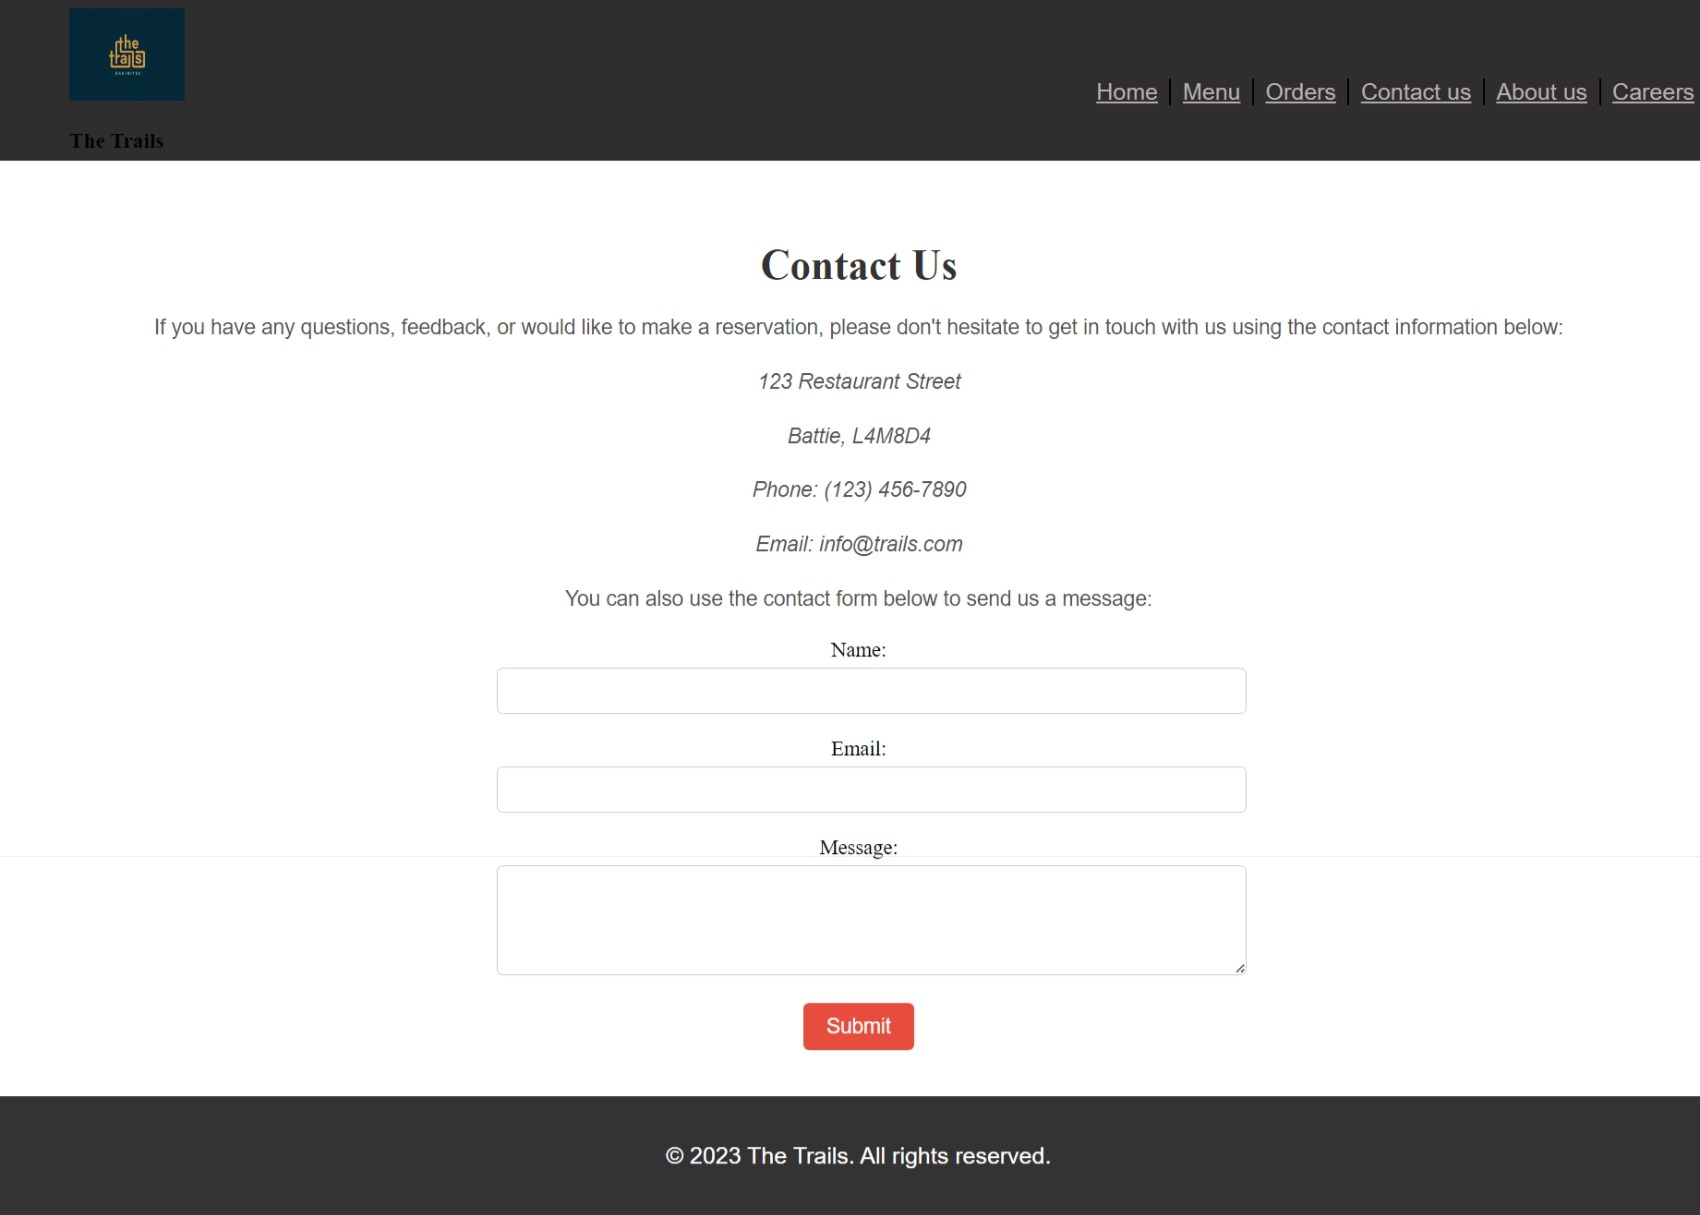 the
trails
BAR+BITES
The Trails
Home Menu Orders Contact us About us Careers
Contact Us
If you have any questions, feedback, or would like to make a reservation, please don't hesitate to get in touch with us using the contact information below:
123 Restaurant Street
Battie, L4M8D4
Phone: (123) 456-7890
Email: info@trails.com
You can also use the contact form below to send us a message:
Name:
Email:
Message:
Submit
© 2023 The Trails. All rights reserved.